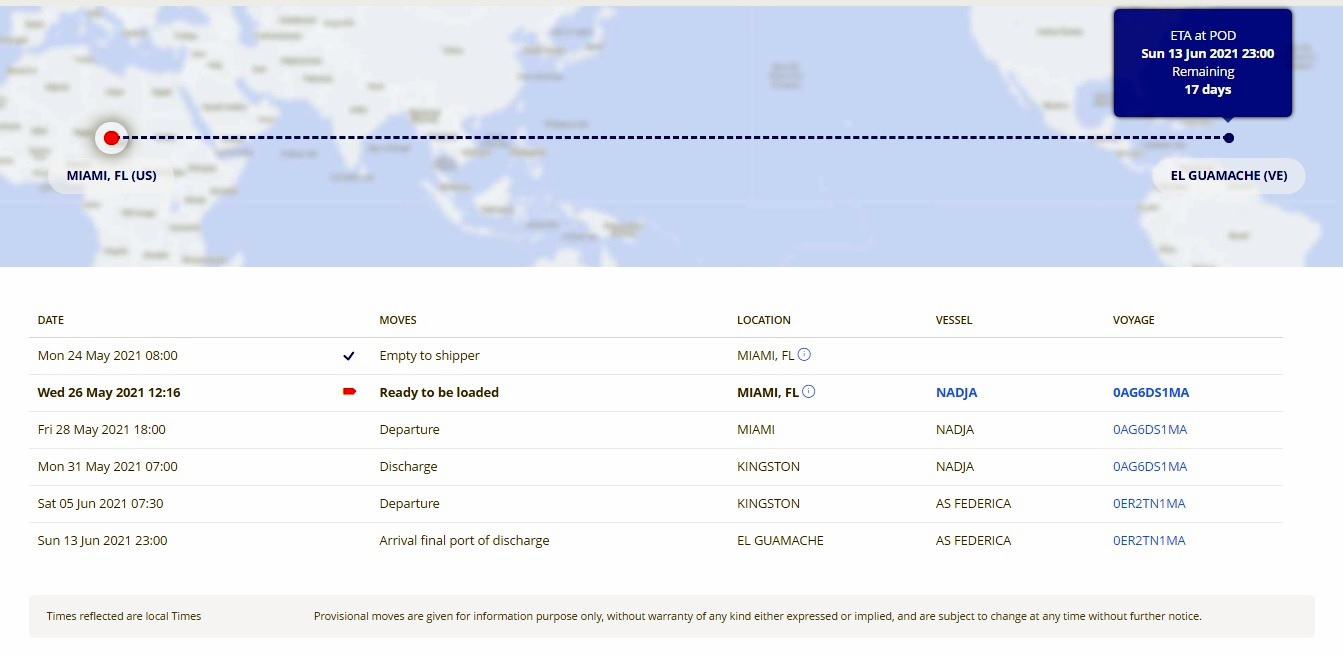 ETA at POD
Sun 13 Jun 2021 23:00
Remaining
17 days
MIAMI, FL (US)
EL GUAMACHE (VE)
DATE MOVES LOCATION VESSEL VOYAGE
Mon 24 May 2021 08:00 Empty to shipper MIAMI, FL
Wed 26 May 2021 12:16 Ready to be loaded MIAMI, FL NADJA 0AG6DS1MA
Fri 28 May 2021 18:00 Departure MIAMI NADJA 0AG6DS1MA
Mon 31 May 2021 07:00 Discharge KINGSTON NADJA 0AG6DS1MA
Sat 05 Jun 2021 07:30 Departure KINGSTON AS FEDERICA 0ER2TN1MA
Sun 13 Jun 2021 23:00 Arrival final port of discharge EL GUAMACHE AS FEDERICA 0ER2TN1MA
Times reflected are local Times Provisional moves are given for information purpose only, without warranty of any kind either expressed or implied, and are subject to change at any time without further notice.